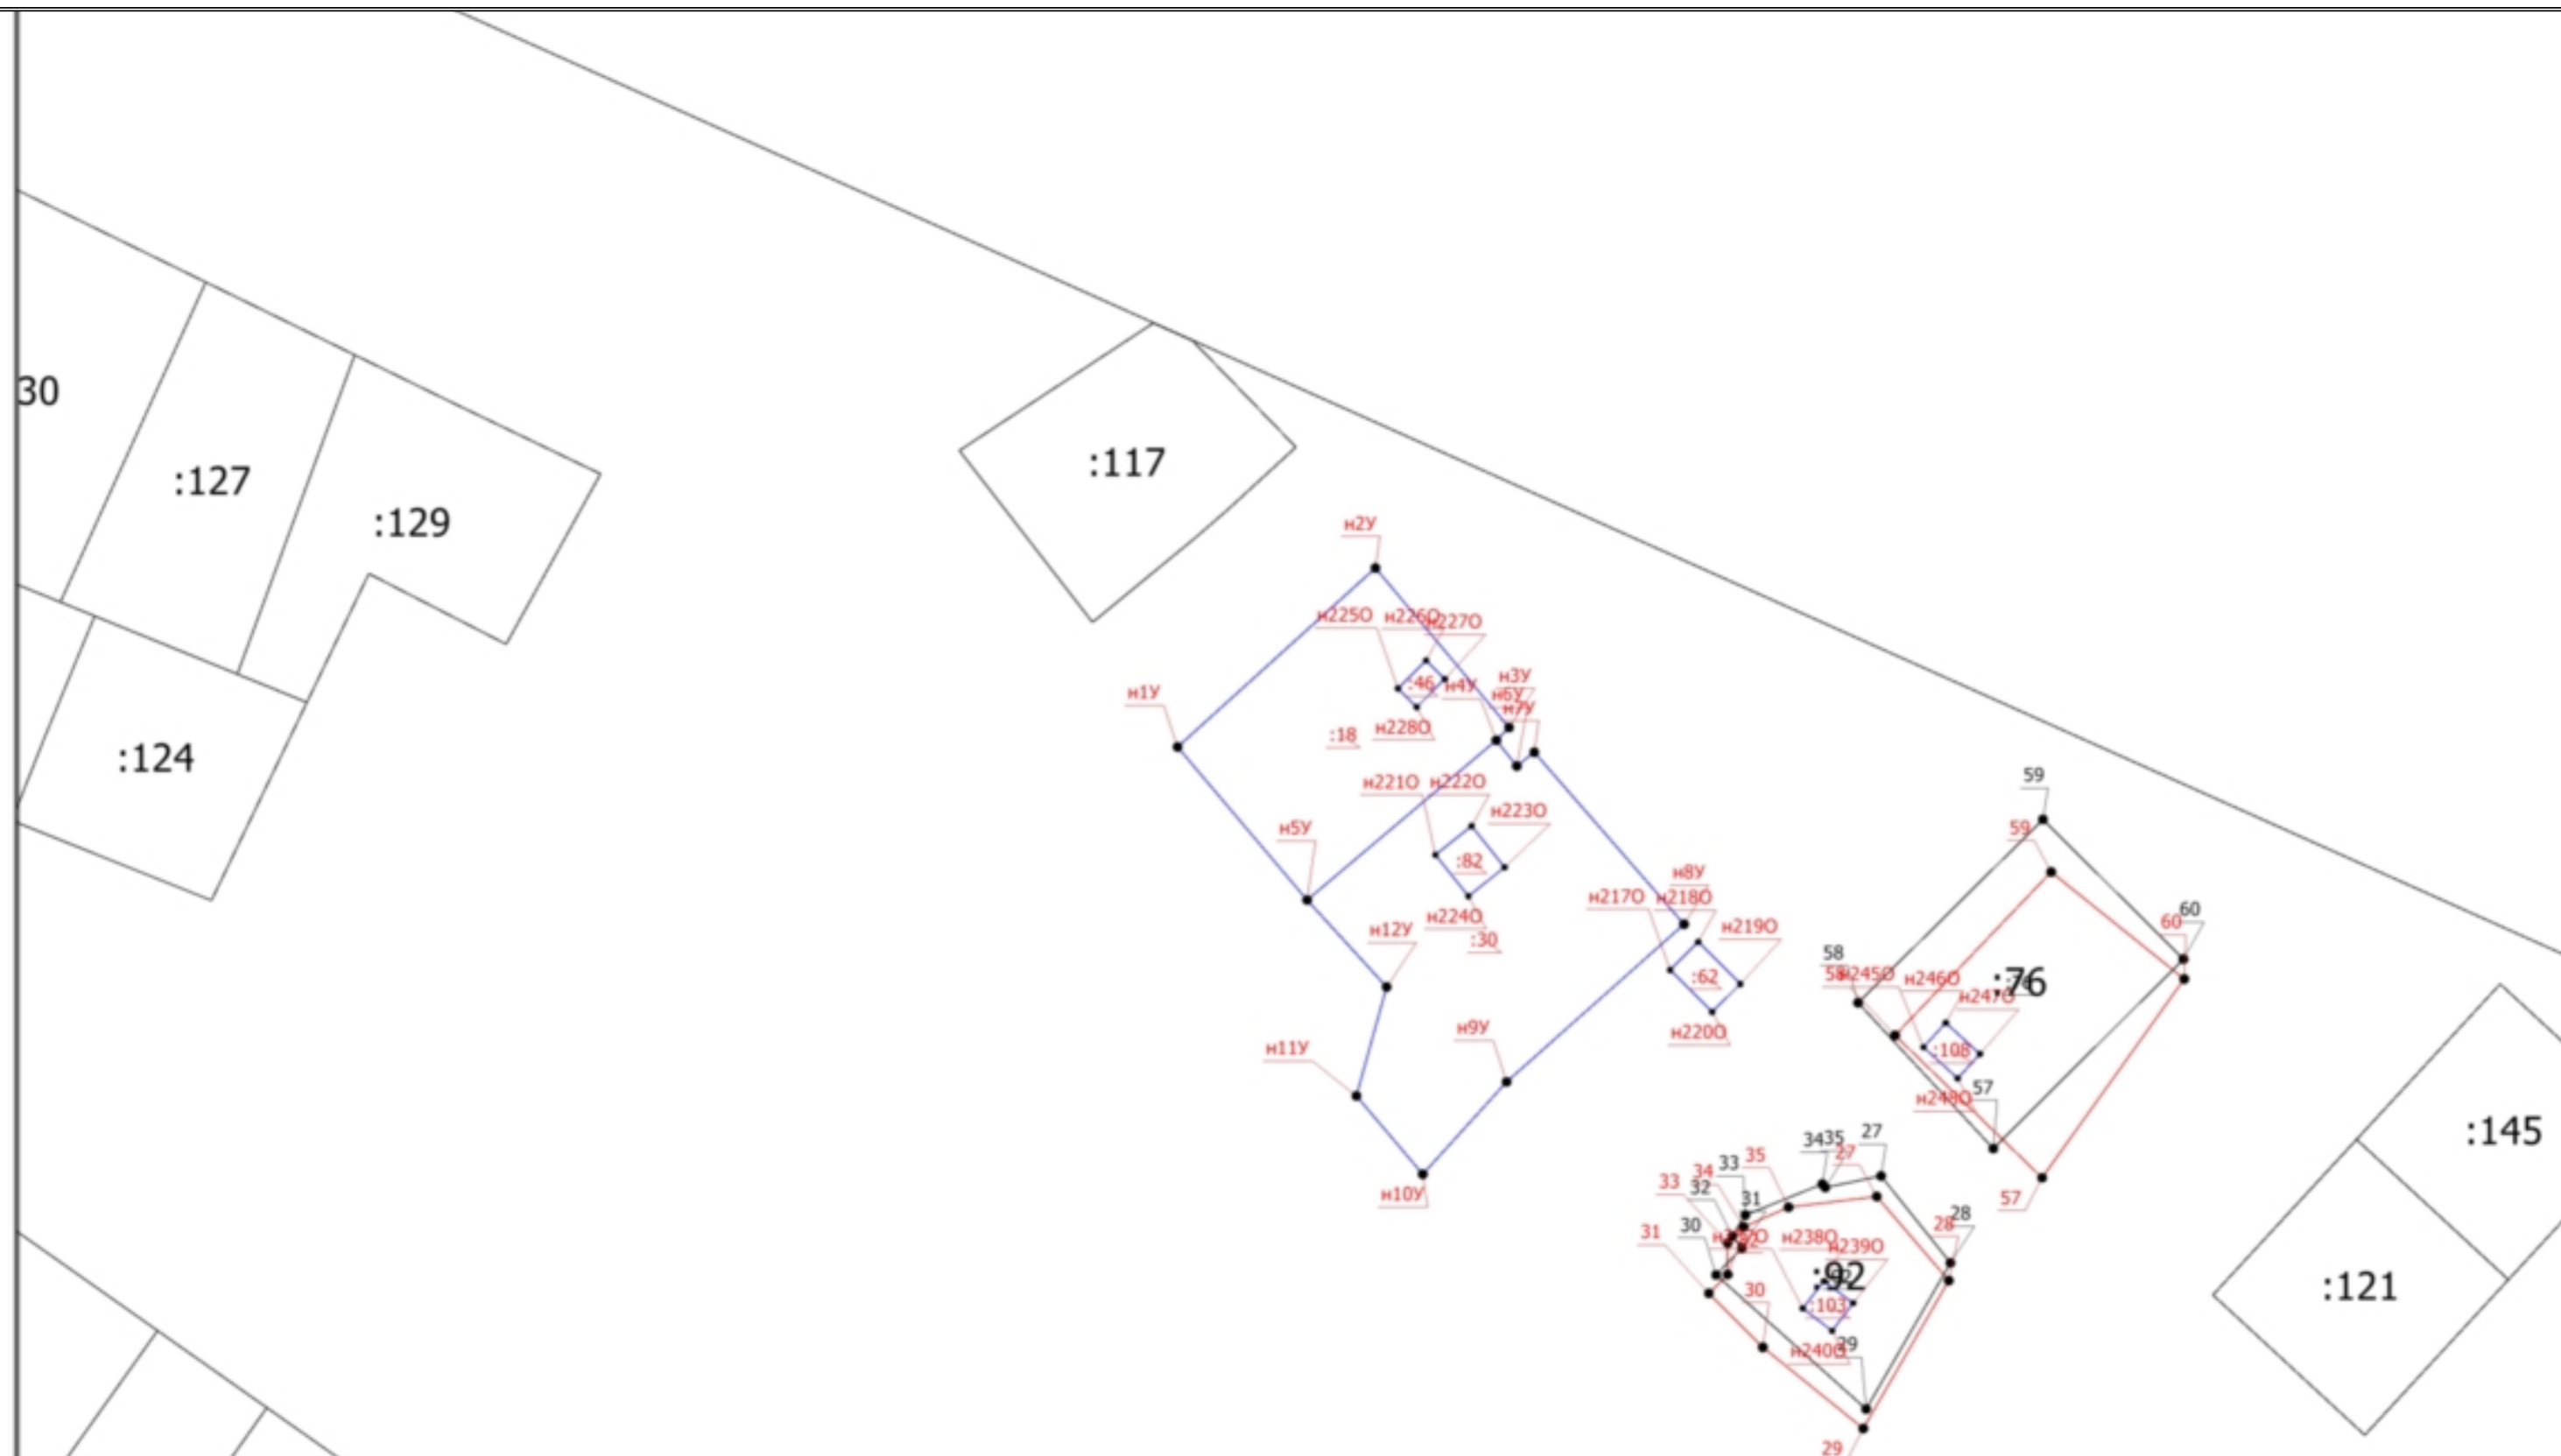 30
:127
:129
:117
:124
н2У
н225О н226О
н227О
н3У
:46 н4У
н6У
н7У
н1У
:18 н228О
н221О н222О
н223О
н5У
:82
н8У
н217О н218О
н224О
н219О
н12У
:30
:62
н220О
н9У
н11У
н10У
59
59
60
60
58
58 н245О н246О
:76
н247О
:108
57
н248О
57
:145
:121
34 35 27
27
35
33
34
33
32
31
28
28
30
31
н238О
н239О
:92
30
:103
н240О
29
29